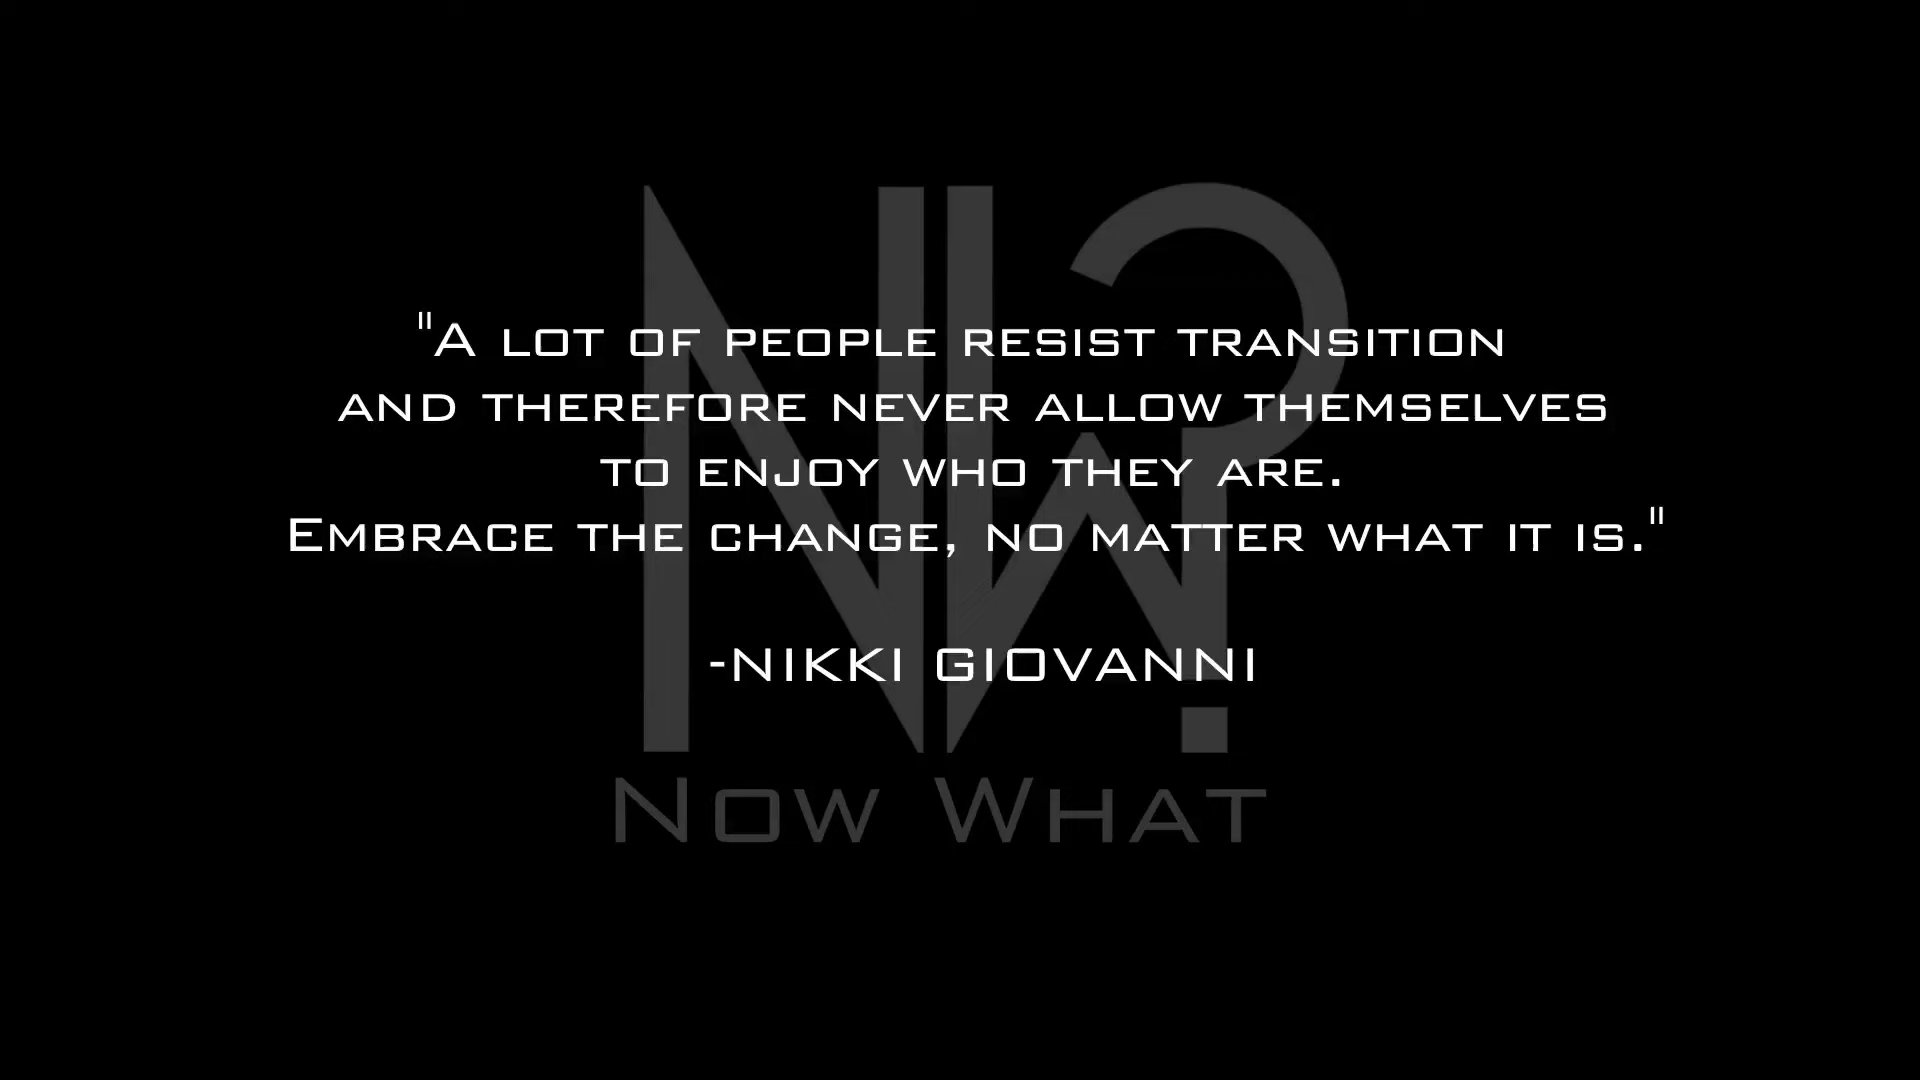 "A LOT OF PEOPLE RESIST TRANSITION
AND THEREFORE NEVER ALLOW THEMSELVES
TO ENJOY WHO THEY ARE.
EMBRACE THE CHANGE, NO MATTER WHAT IT IS."
-NIKKI GIOVANNI
NW?
NOW WHAT